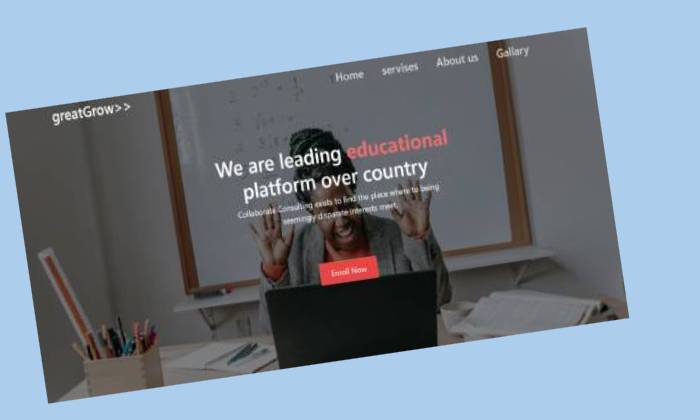 greatGrow>>
Home servises About us Gallary
We are leading educational
platform over country
Collaborate Consulting exists to find the place where to being
seemingly disparate interests meet.
Enroll Now